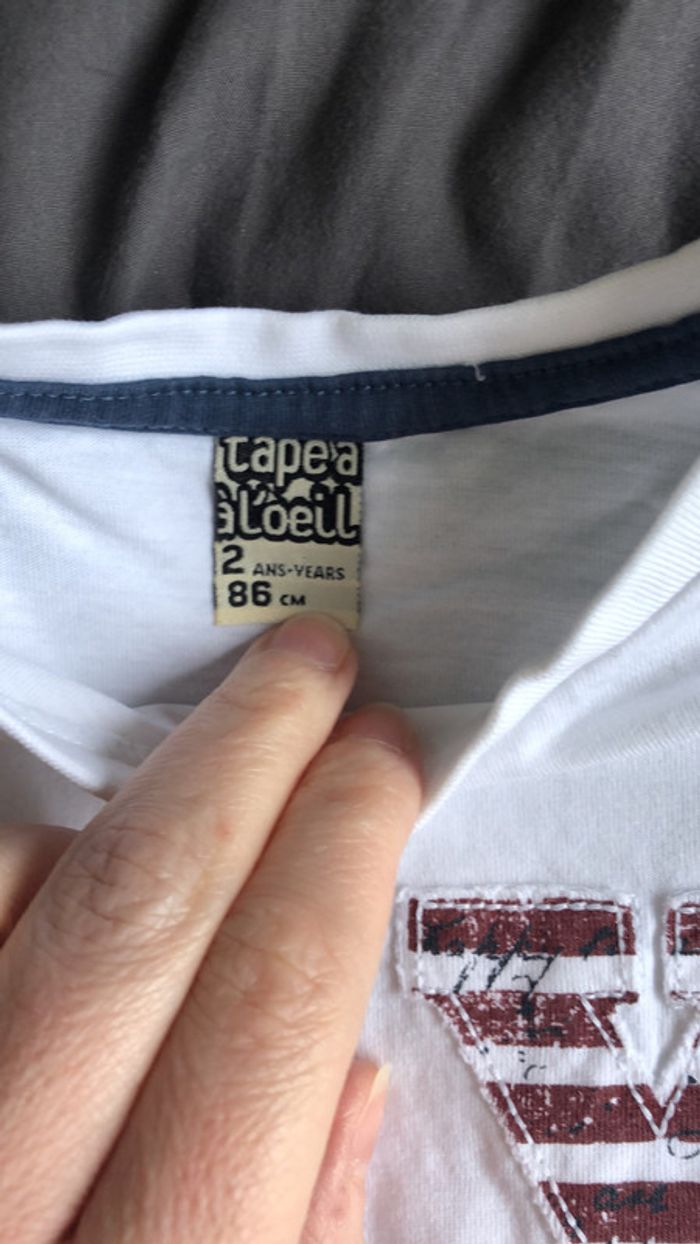 tape à
à l'oeil
2 ANS-YEARS
86 CM